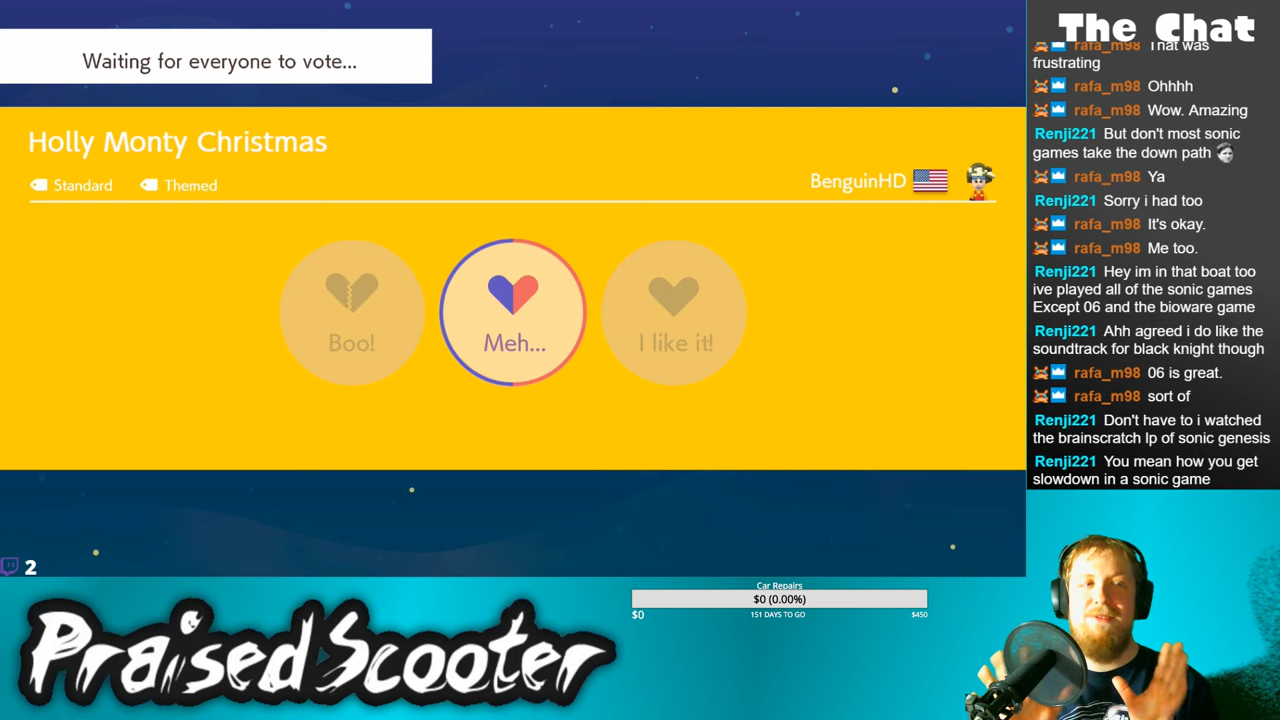 Waiting for everyone to vote...
Holly Monty Christmas
Standard
Themed
BenguinHD
Boo!
Meh...
I like it!
2
PraisedScooter
Car Repairs
$0 (0.00%)
$0
151 DAYS TO GO
$450
The Chat
rafa_m98 That was
frustrating
rafa_m98 Ohhhh
rafa_m98 Wow. Amazing
Renji221 But don't most sonic
games take the down path
rafa_m98 Ya
Renji221 Sorry i had too
rafa_m98 It's okay.
rafa_m98 Me too.
Renji221 Hey im in that boat too
ive played all of the sonic games
Except 06 and the bioware game
Renji221 Ahh agreed i do like the
soundtrack for black knight though
rafa_m98 06 is great.
rafa_m98 sort of
Renji221 Don't have to i watched
the brainscratch lp of sonic genesis
Renji221 You mean how you get
slowdown in a sonic game